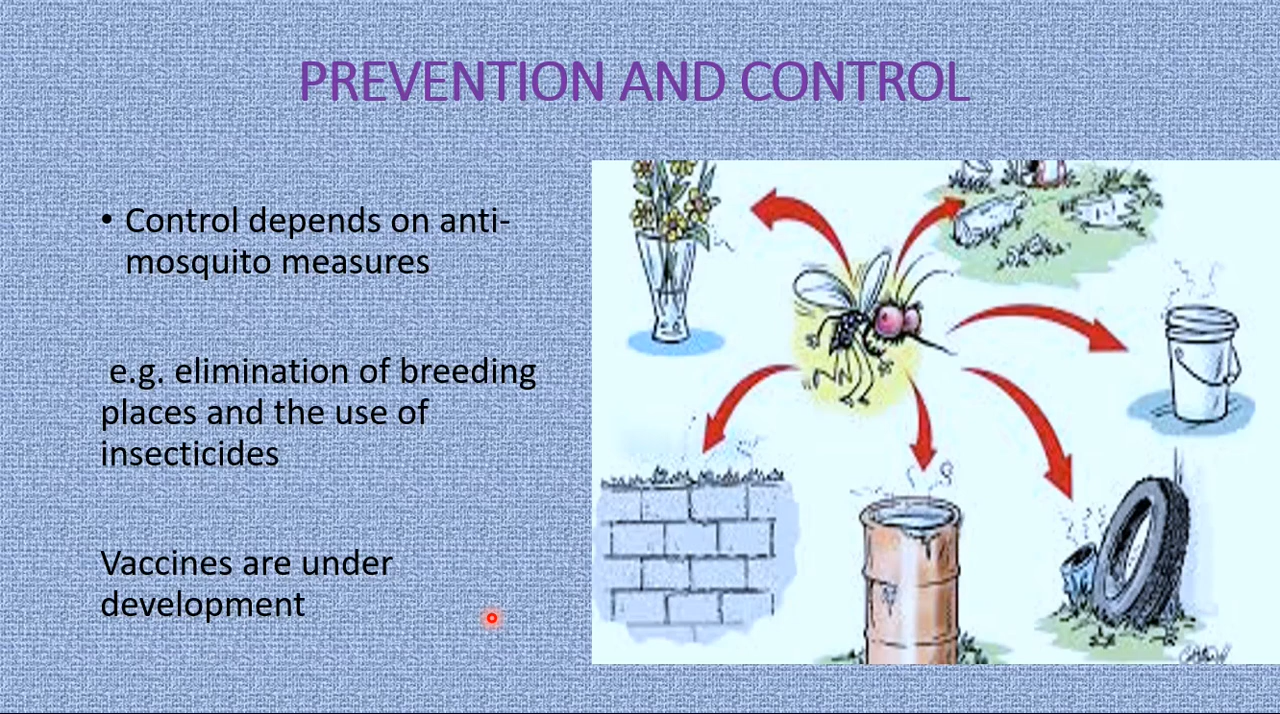 PREVENTION AND CONTROL
• Control depends on anti-
mosquito measures
e.g. elimination of breeding
places and the use of
insecticides
Vaccines are under
development